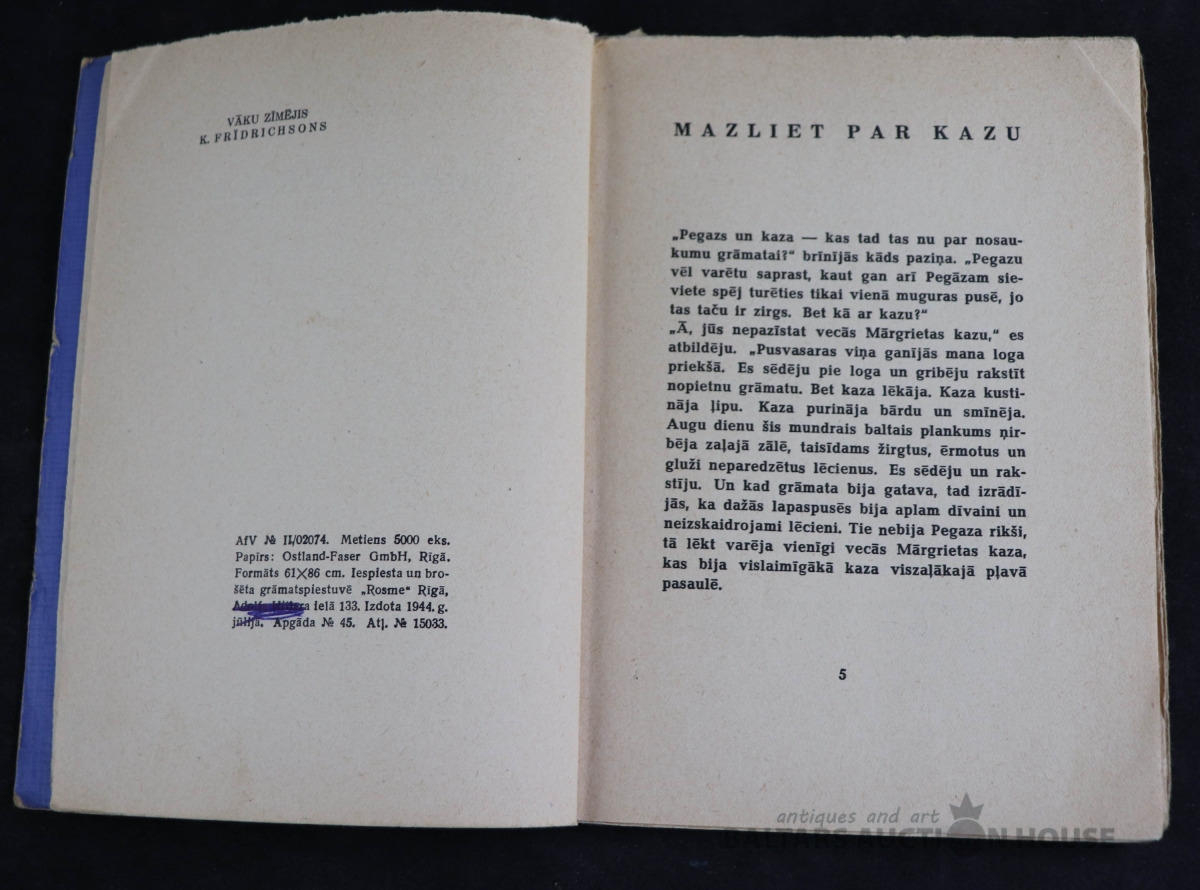 VĀKU ZĪMĒJIS
K. FRĪDRICHSONS
AfV № II/02074. Metiens 5000 eks.
Papīrs: Ostland-Faser GmbH, Rīgā.
Formāts 61×86 cm. Iespiesta un bro-
šēta grāmatspiestuvē „Rosme“ Rīgā,
Adolfa Hitlera ielā 133. Izdota 1944. g.
jūlijā. Apgāda № 45. Atļ. № 15033.
MAZLIET PAR KAZU
„Pegazs un kaza — kas tad tas nu par nosau-
kumu grāmatai?“ brīnījās kāds paziņa. „Pegazu
vēl varētu saprast, kaut gan arī Pegāzam sie-
viete spēj turēties tikai vienā muguras pusē, jo
tas taču ir zirgs. Bet kā ar kazu?“
„Ā, jūs nepazīstat vecās Mārgrietas kazu,“ es
atbildēju. „Pusvasaras viņa ganījās mana loga
priekšā. Es sēdēju pie loga un gribēju rakstīt
nopietnu grāmatu. Bet kaza lēkāja. Kaza kusti-
nāja ļipu. Kaza purināja bārdu un smīnēja.
Augu dienu šis mundrais baltais plankums ņir-
bēja zaļajā zālē, taisīdams žirgtus, ērmotus un
gluži neparedzētus lēcienus. Es sēdēju un rak-
stīju. Un kad grāmata bija gatava, tad izrādī-
jās, ka dažās lapaspusēs bija aplam dīvaini un
neizskaidrojami lēcieni. Tie nebija Pegaza rikši,
tā lēkt varēja vienīgi vecās Mārgrietas kaza,
kas bija vislaimīgākā kaza viszaļākajā pļavā
pasaulē.
5
antiques and art
BALTARS AUCTION HOUSE